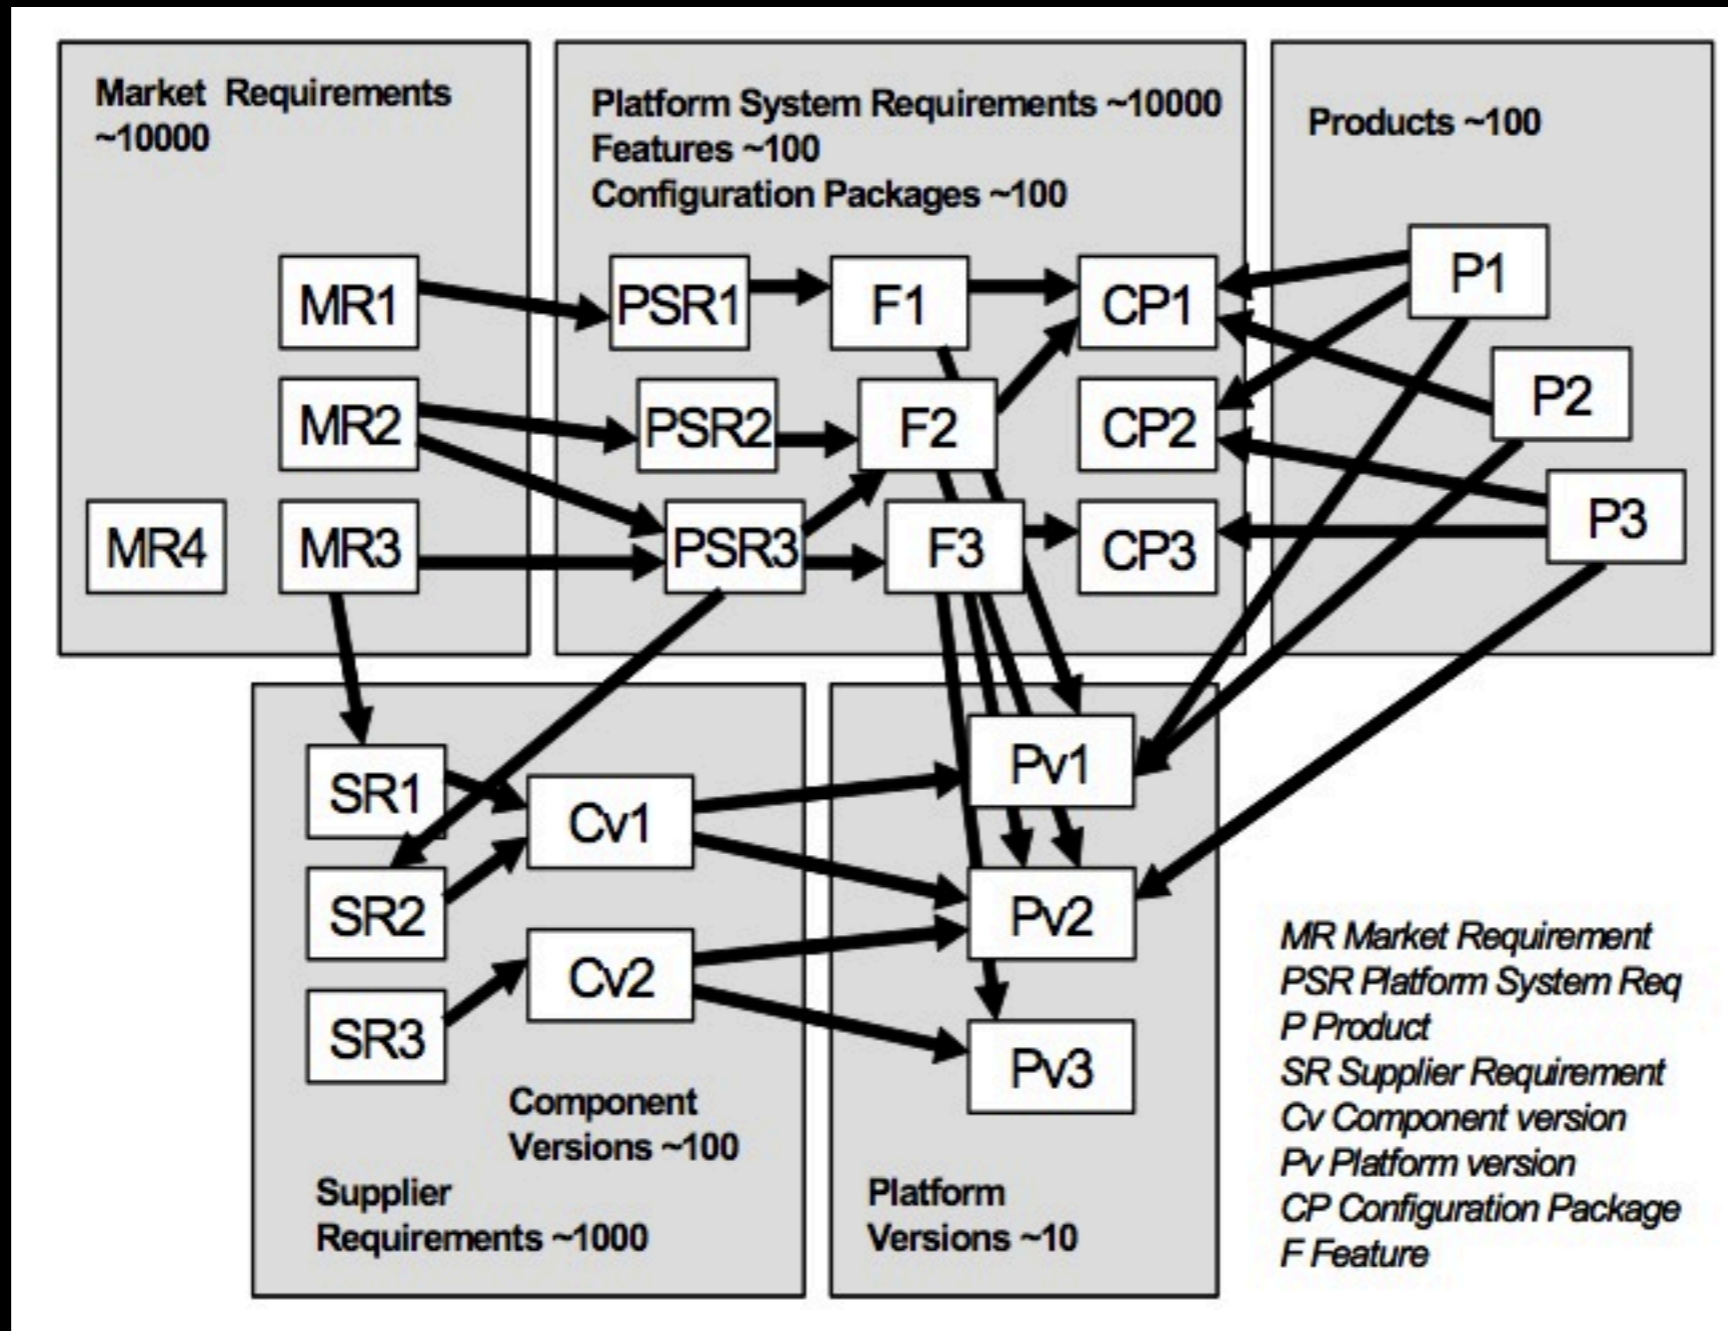 Market Requirements
~10000
MR1
MR2
MR4
MR3
Platform System Requirements ~10000
Features ~100
Configuration Packages ~100
PSR1
F1
CP1
PSR2
F2
CP2
PSR3
F3
CP3
Products ~100
P1
P2
P3
SR1
Cv1
SR2
Cv2
SR3
Component
Versions ~100
Supplier
Requirements ~1000
Pv1
Pv2
Pv3
Platform
Versions ~10
MR Market Requirement
PSR Platform System Req
P Product
SR Supplier Requirement
Cv Component version
Pv Platform version
CP Configuration Package
F Feature